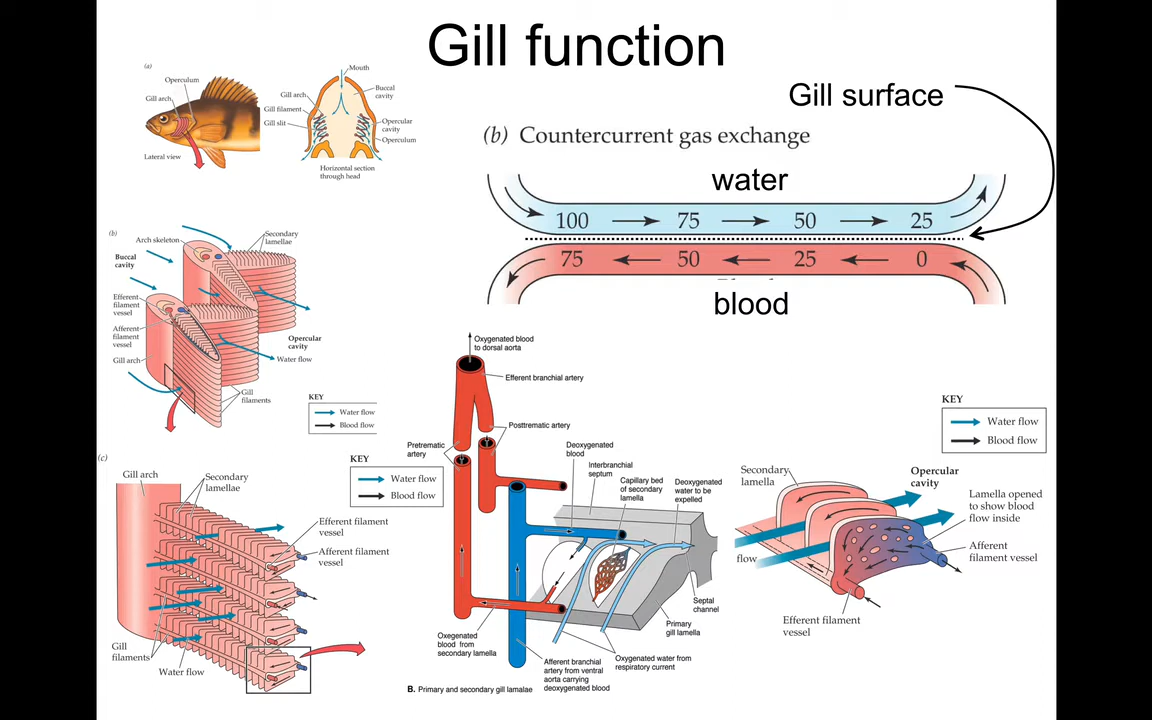 Gill function
(a)
Operculum
Gill arch
Lateral view
Mouth
Gill arch
Buccal
cavity
Gill filament
Gill slit
Opercular
cavity
Operculum
Horizontal section
through head
Gill surface
(b) Countercurrent gas exchange
water
100 75 50 25
75 50 25 0
blood
(b)
Arch skeleton
Secondary
lamellae
Buccal
cavity
Efferent
filament
vessel
Afferent
filament
vessel
Gill arch
Opercular
cavity
Water flow
Gill
filaments
KEY
Water flow
Blood flow
(c)
Gill arch
Secondary
lamellae
KEY
Water flow
Blood flow
Efferent filament
vessel
Afferent filament
vessel
Gill
filaments
Water flow
Oxygenated blood
to dorsal aorta
Efferent branchial artery
Posttrematic artery
Pretrematic
artery
Deoxygenated
blood
Interbranchial
septum
Capillary bed
of secondary
lamella
Deoxygenated
water to be
expelled
Septal
channel
Primary
gill lamella
Oxegenated
blood from
secondary lamella
Oxygenated water from
respiratory current
Afferent branchial
artery from ventral
aorta carrying
deoxygenated blood
B. Primary and secondary gill lamalae
KEY
Water flow
Blood flow
Secondary
lamella
Opercular
cavity
Lamella opened
to show blood
flow inside
flow
Afferent
filament vessel
Efferent filament
vessel